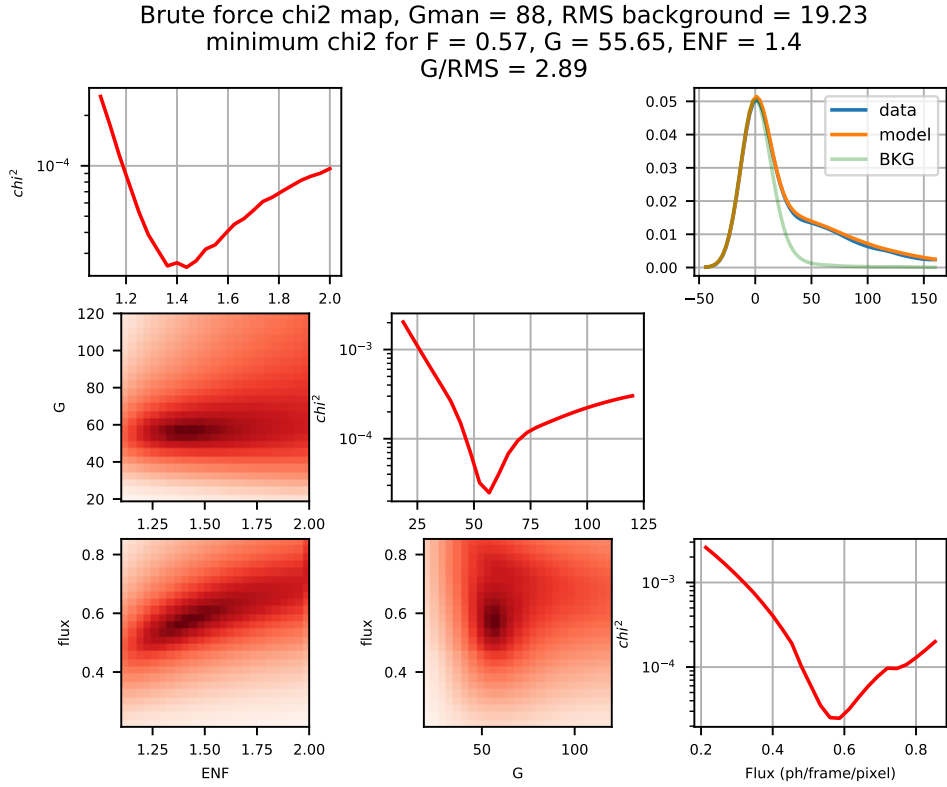 Brute force chi2 map, Gman = 88, RMS background = 19.23
minimum chi2 for F = 0.57, G = 55.65, ENF = 1.4
G/RMS = 2.89
chi²
10⁻⁴
1.2 1.4 1.6 1.8 2.0
0.05
0.04
0.03
0.02
0.01
0.00
−50 0 50 100 150
data
model
BKG
G
120
100
80
60
40
20
1.25 1.50 1.75 2.00
chi²
10⁻³
10⁻⁴
25 50 75 100 125
flux
0.8
0.6
0.4
1.25 1.50 1.75 2.00
ENF
flux
0.8
0.6
0.4
50 100
G
chi²
10⁻³
10⁻⁴
0.2 0.4 0.6 0.8
Flux (ph/frame/pixel)